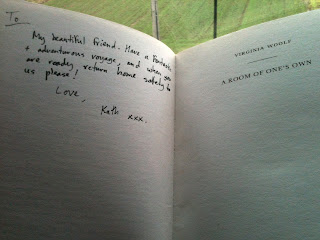 To
My beautiful friend. Have a fantastic
+ adventurous voyage, and when you
are ready, return home safely to
us please!
Love,
Kath xxx.
VIRGINIA WOOLF
A ROOM OF ONE'S OWN